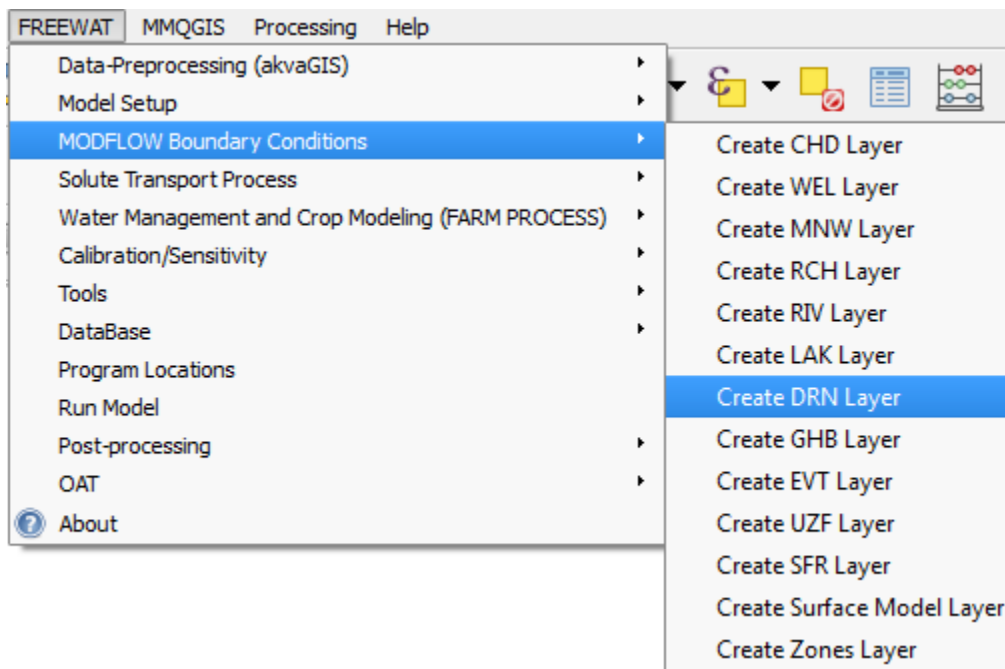 FREEWAT MMQGIS Processing Help
Data-Preprocessing (akvaGIS)
Model Setup
MODFLOW Boundary Conditions
Solute Transport Process
Water Management and Crop Modeling (FARM PROCESS)
Calibration/Sensitivity
Tools
DataBase
Program Locations
Run Model
Post-processing
OAT
About
Create CHD Layer
Create WEL Layer
Create MNW Layer
Create RCH Layer
Create RIV Layer
Create LAK Layer
Create DRN Layer
Create GHB Layer
Create EVT Layer
Create UZF Layer
Create SFR Layer
Create Surface Model Layer
Create Zones Layer